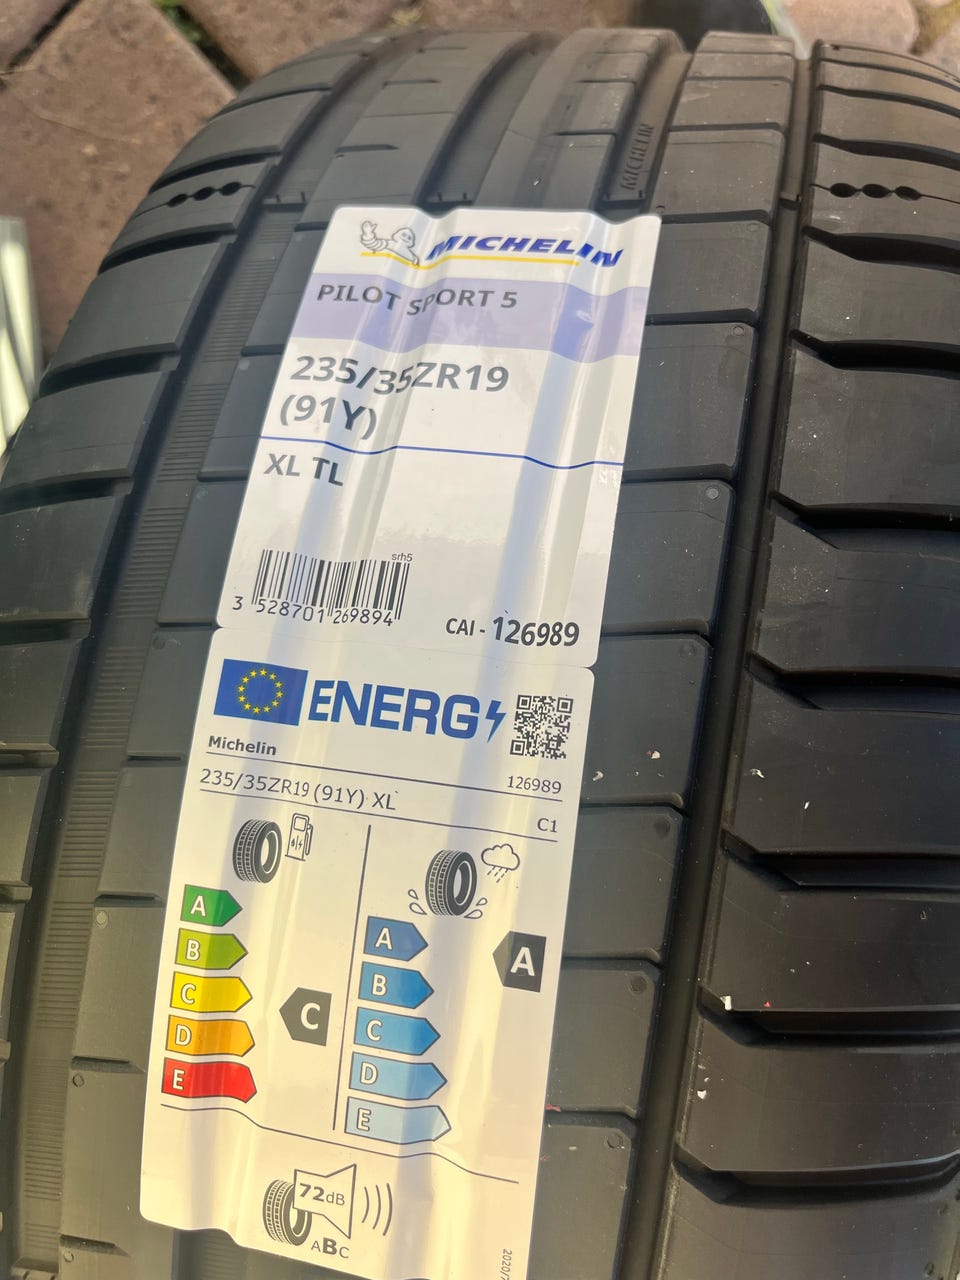 MICHELIN
MICHELIN
PILOT SPORT 5
235/35ZR19
(91Y)
XL TL
srh5
3 528701 269894
CAI - 126989
ENERG
Michelin
126989
235/35ZR19 (91Y) XL
C1
A
B
C
D
E
C
A
B
C
D
E
A
72dB
ABC